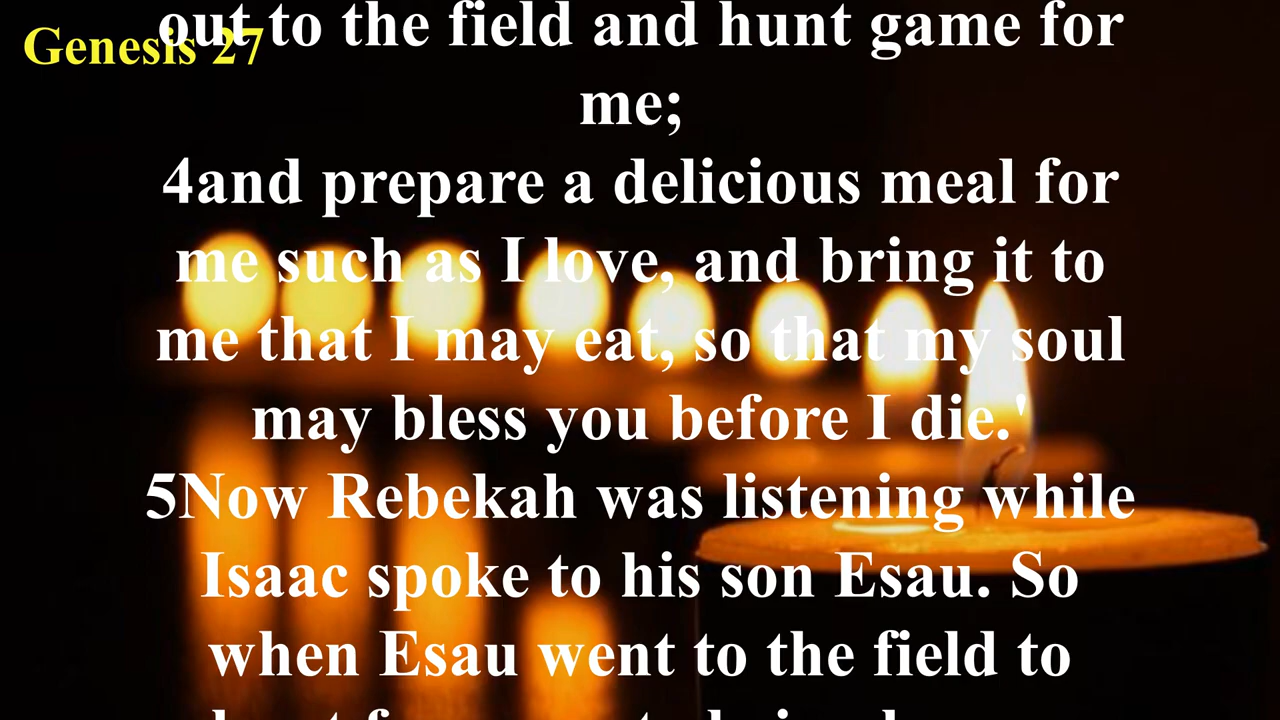 Genesis 27
out to the field and hunt game for
me;
4and prepare a delicious meal for
me such as I love, and bring it to
me that I may eat, so that my soul
may bless you before I die.'
5Now Rebekah was listening while
Isaac spoke to his son Esau. So
when Esau went to the field to